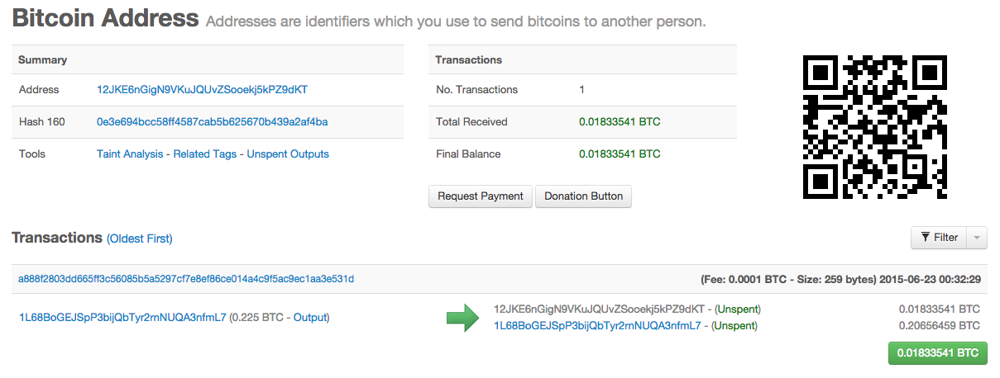 Bitcoin Address Addresses are identifiers which you use to send bitcoins to another person.
Summary
Address 12JKE6nGigN9VKuJQUvZSooekj5kPZ9dKT
Hash 160 0e3e694bcc58ff4587cab5b625670b439a2af4ba
Tools Taint Analysis - Related Tags - Unspent Outputs
Transactions
No. Transactions 1
Total Received 0.01833541 BTC
Final Balance 0.01833541 BTC
Request Payment Donation Button
Transactions (Oldest First)
Filter
a888f2803dd665ff3c56085b5a5297cf7e8ef86ce014a4c9f5ac9ec1aa3e531d (Fee: 0.0001 BTC - Size: 259 bytes) 2015-06-23 00:32:29
1L68BoGEJSpP3bijQbTyr2rnNUQA3nfmL7 (0.225 BTC - Output)
12JKE6nGigN9VKuJQUvZSooekj5kPZ9dKT - (Unspent) 0.01833541 BTC
1L68BoGEJSpP3bijQbTyr2rnNUQA3nfmL7 - (Unspent) 0.20656459 BTC
0.01833541 BTC